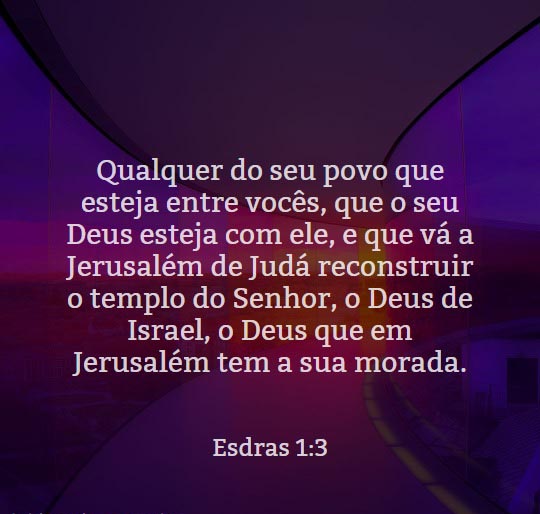 Qualquer do seu povo que
esteja entre vocês, que o seu
Deus esteja com ele, e que vá a
Jerusalém de Judá reconstruir
o templo do Senhor, o Deus de
Israel, o Deus que em
Jerusalém tem a sua morada.
Esdras 1:3